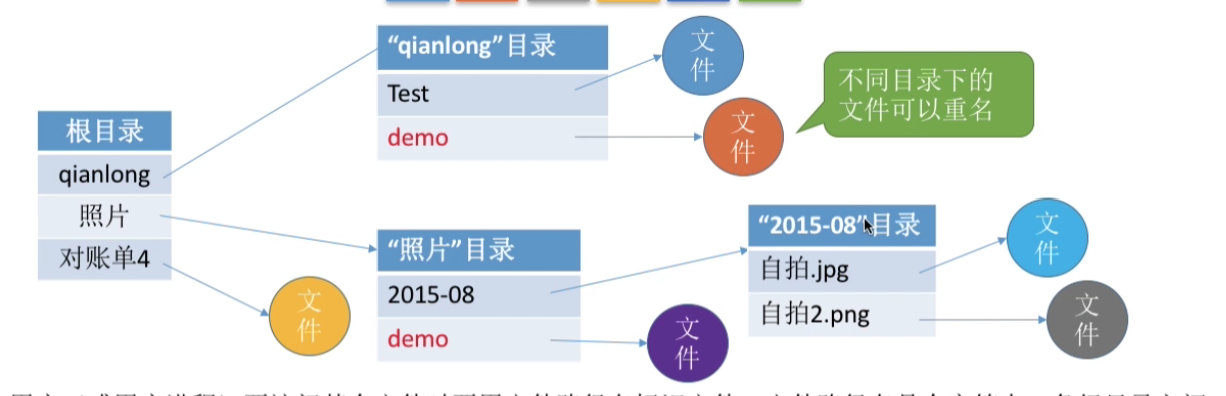 根目录
qianlong
照片
对账单4
“qianlong”目录
Test
demo
文件
文件
不同目录下的
文件可以重名
文件
“照片”目录
2015-08
demo
文件
“2015-08”目录
自拍.jpg
自拍2.png
文件
文件